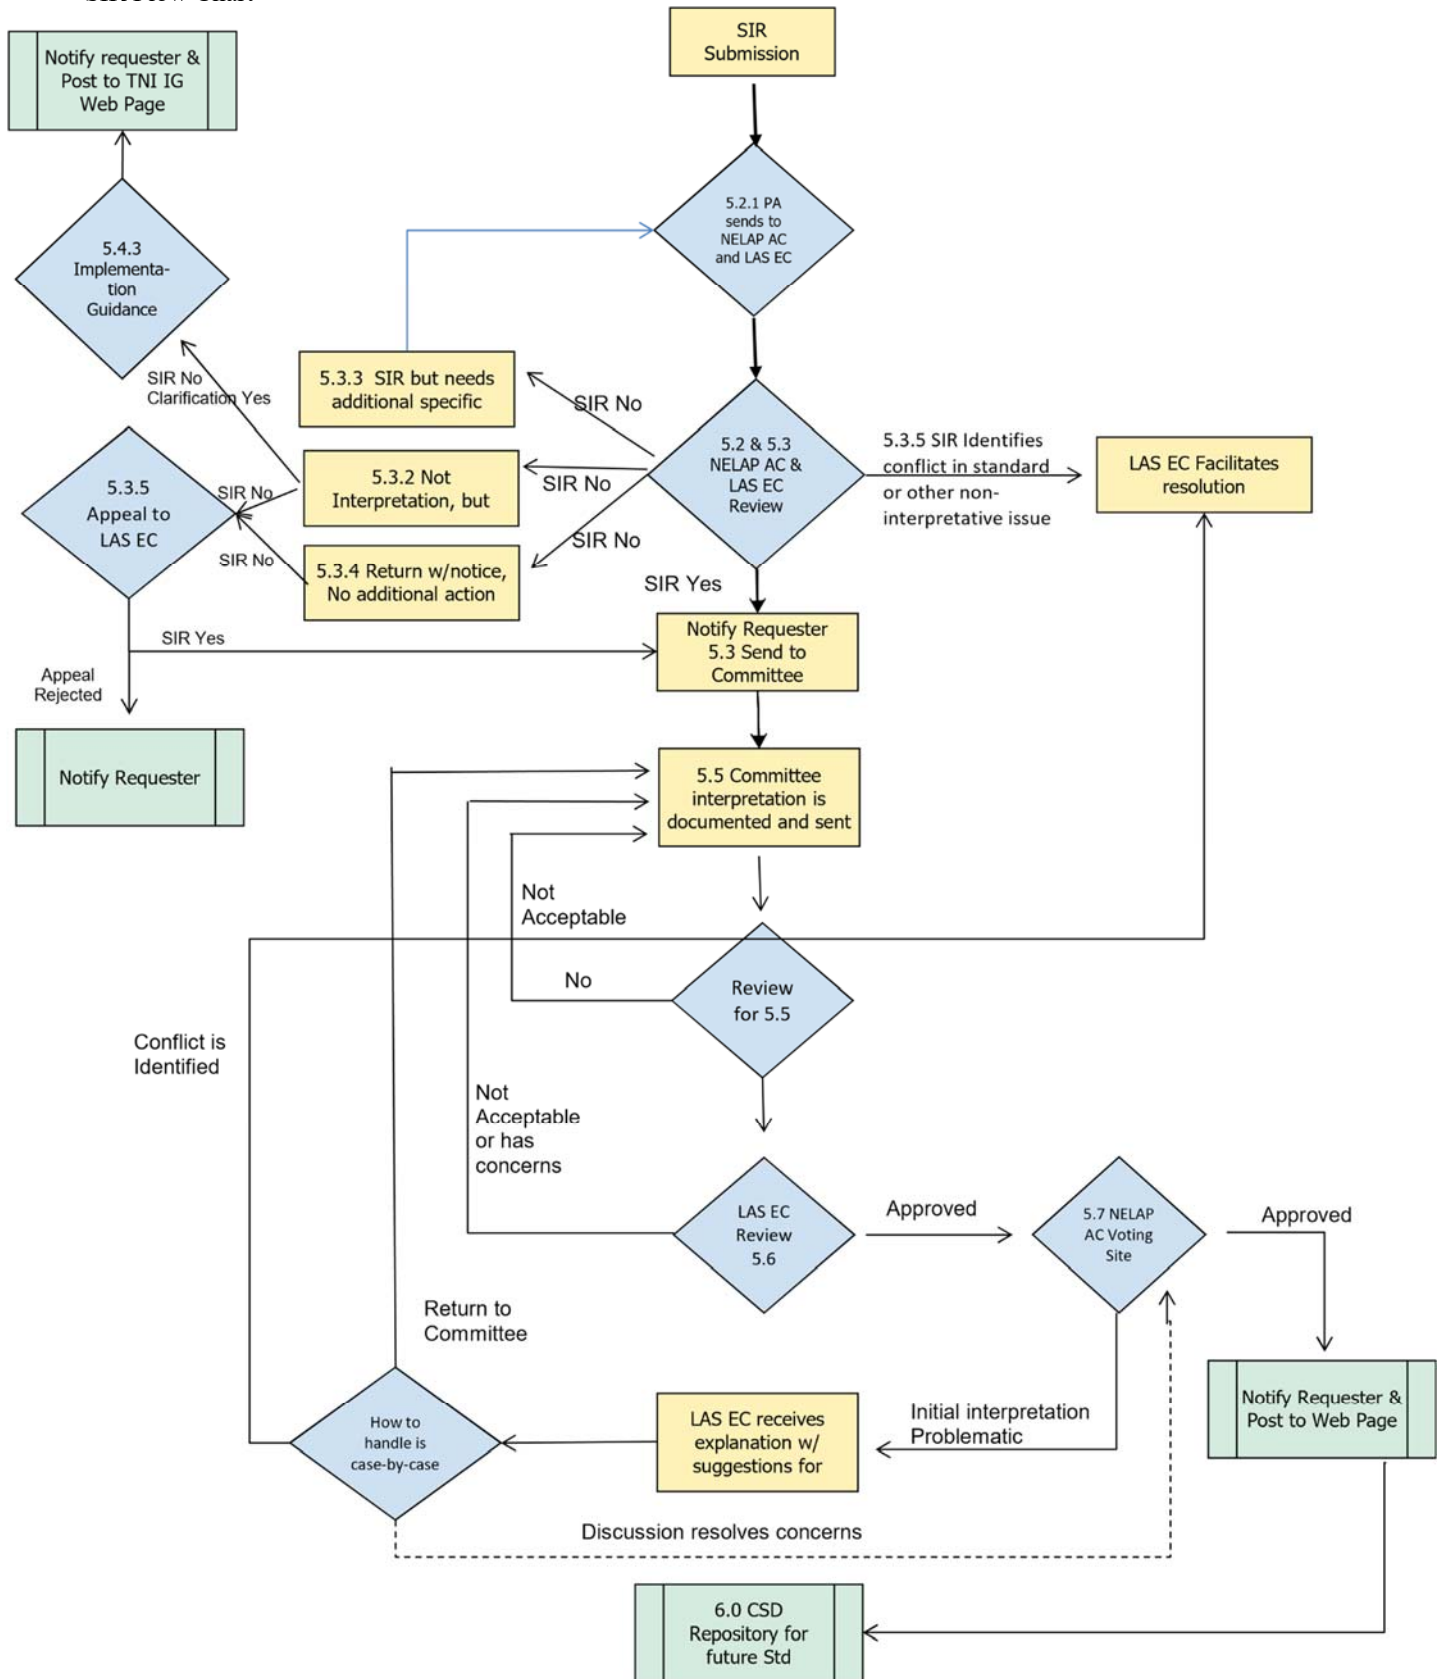 SIR
Submission
Notify requester &
Post to TNI IG
Web Page
5.2.1 PA
sends to
NELAP AC
and LAS EC
5.4.3
Implementa-
tion
Guidance
SIR No
Clarification Yes
5.3.3  SIR but needs
additional specific
SIR No
5.2 & 5.3
NELAP AC &
LAS EC
Review
5.3.5 SIR Identifies
conflict in standard
or other non-
interpretative issue
LAS EC Facilitates
resolution
5.3.5
Appeal to
LAS EC
SIR No
5.3.2 Not
Interpretation, but
SIR No
SIR No
5.3.4 Return w/notice,
No additional action
SIR No
SIR Yes
SIR Yes
Notify Requester
5.3 Send to
Committee
Appeal
Rejected
Notify Requester
5.5 Committee
interpretation is
documented and sent
Not
Acceptable
No
Review
for 5.5
Conflict is
Identified
Not
Acceptable
or has
concerns
LAS EC
Review
5.6
Approved
5.7 NELAP
AC Voting
Site
Approved
Return to
Committee
How to
handle is
case-by-case
LAS EC receives
explanation w/
suggestions for
Initial interpretation
Problematic
Notify Requester &
Post to Web Page
Discussion resolves concerns
6.0 CSD
Repository for
future Std